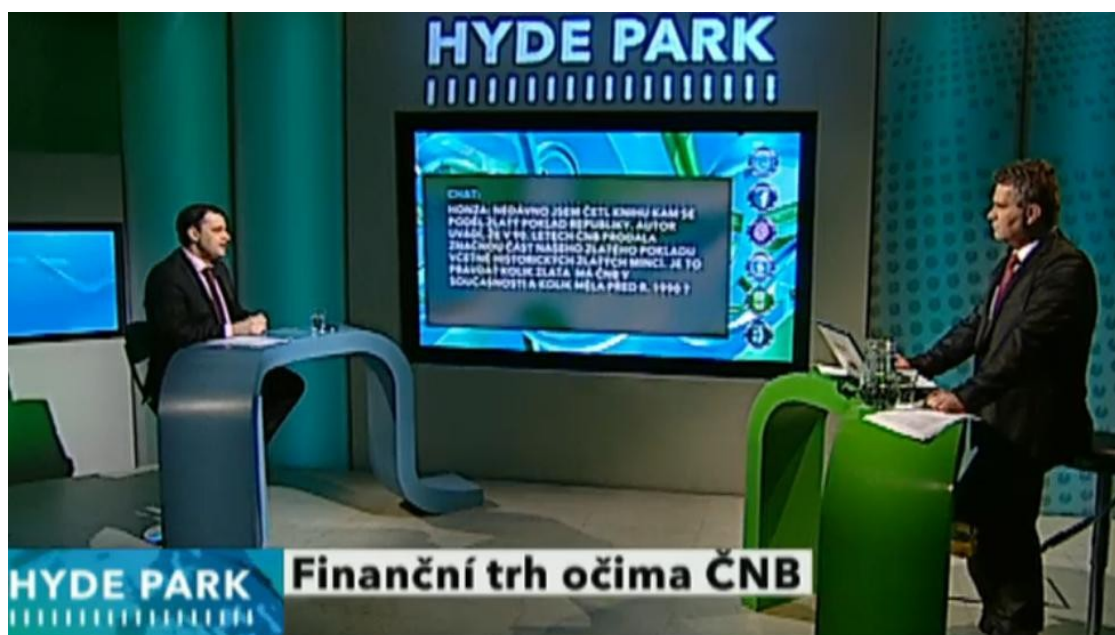 HYDE PARK
CHAT:
HONZA: NEDÁVNO JSEM ČETL KNIHU KAM SE
PODĚL ZLATÝ POKLAD REPUBLIKY. AUTOR
UVÁDÍ, ŽE V 90. LETECH ČNB PRODALA
ZNAČNOU ČÁST NAŠEHO ZLATÉHO POKLADU
VČETNĚ HISTORICKÝCH ZLATÝCH MINCÍ. JE TO
PRAVDA? KOLIK ZLATA MÁ ČNB V
SOUČASNOSTI A KOLIK MĚLA PŘED R. 1990 ?
HYDE PARK
Finanční trh očima ČNB